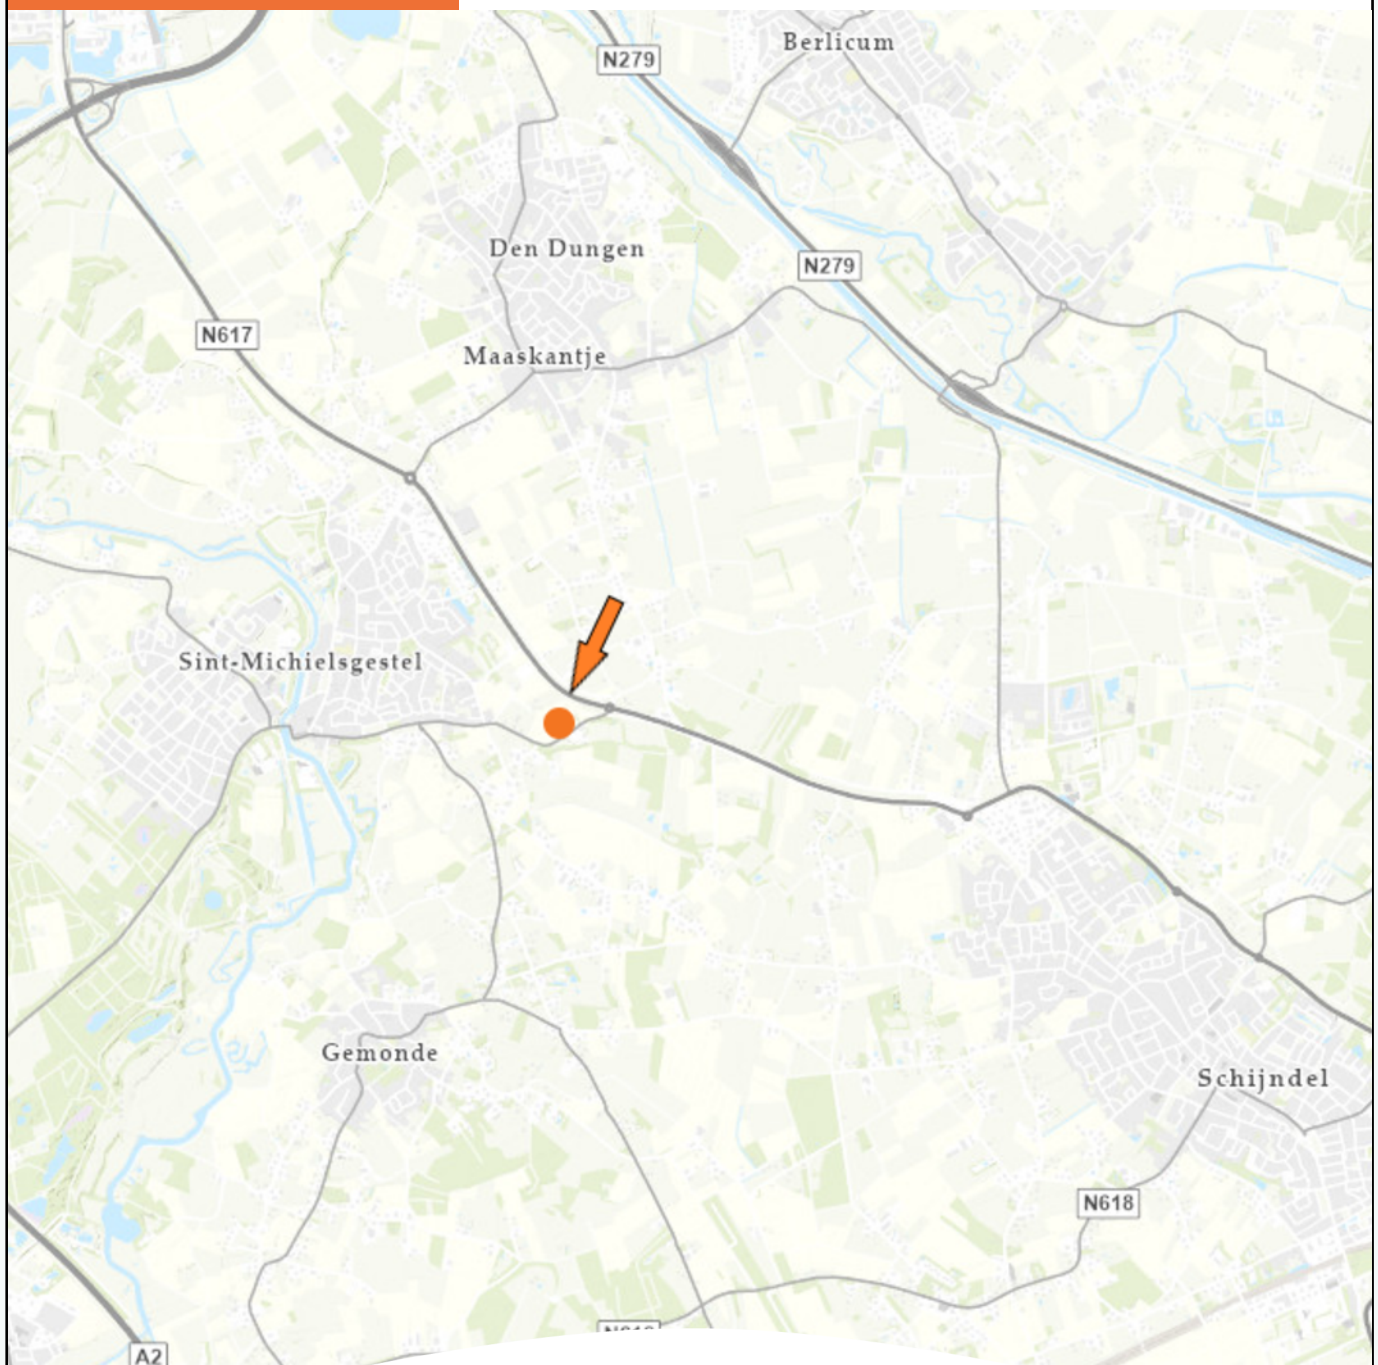 Berlicum
N279
Den Dungen
N279
N617
Maaskantje
Sint-Michielsgestel
Gemonde
Schijndel
N618
A2